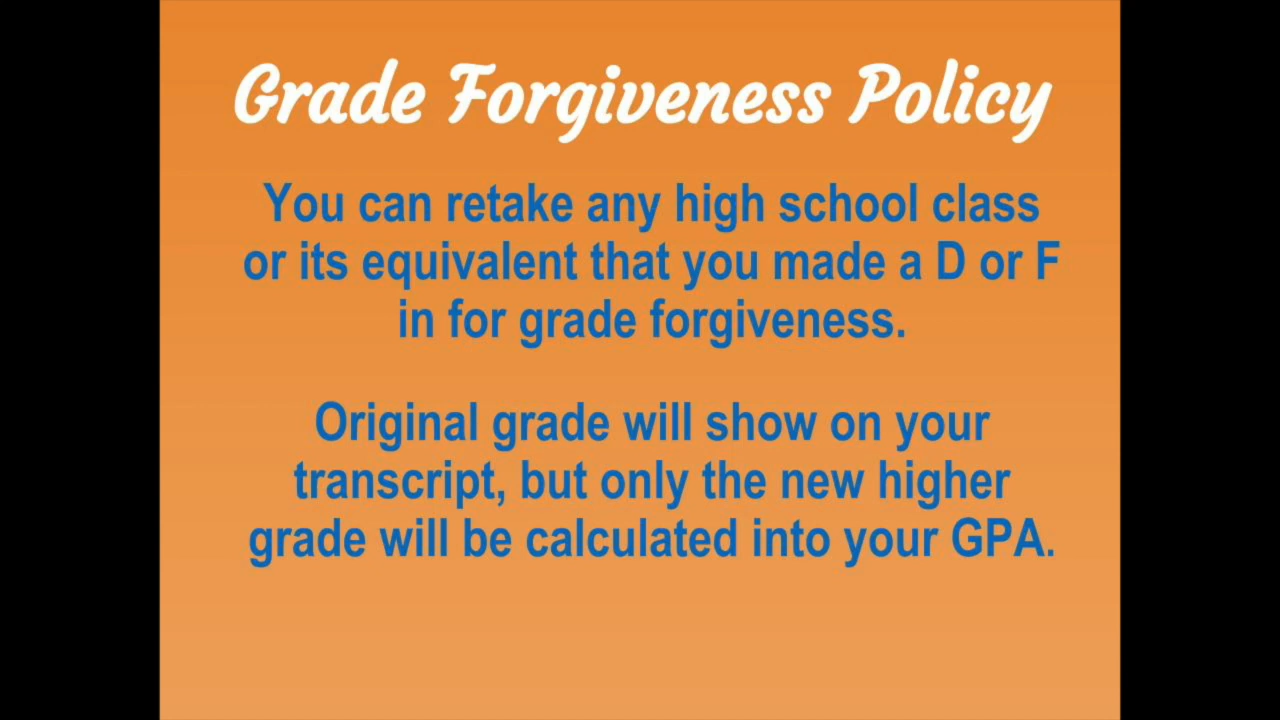 Grade Forgiveness Policy
You can retake any high school class
or its equivalent that you made a D or F
in for grade forgiveness.
Original grade will show on your
transcript, but only the new higher
grade will be calculated into your GPA.